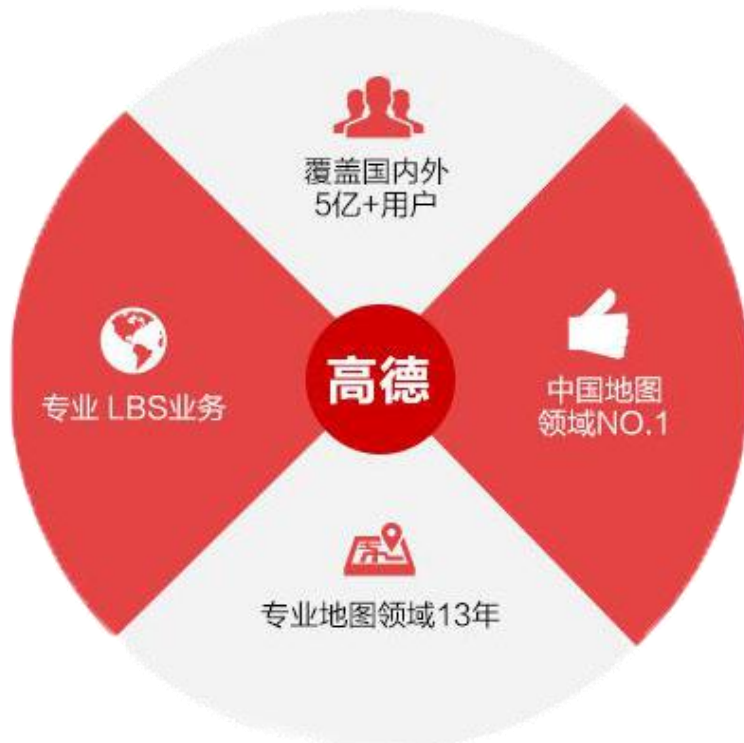 覆盖国内外
5亿+用户
专业 LBS业务
高德
中国地图
领域NO.1
专业地图领域13年